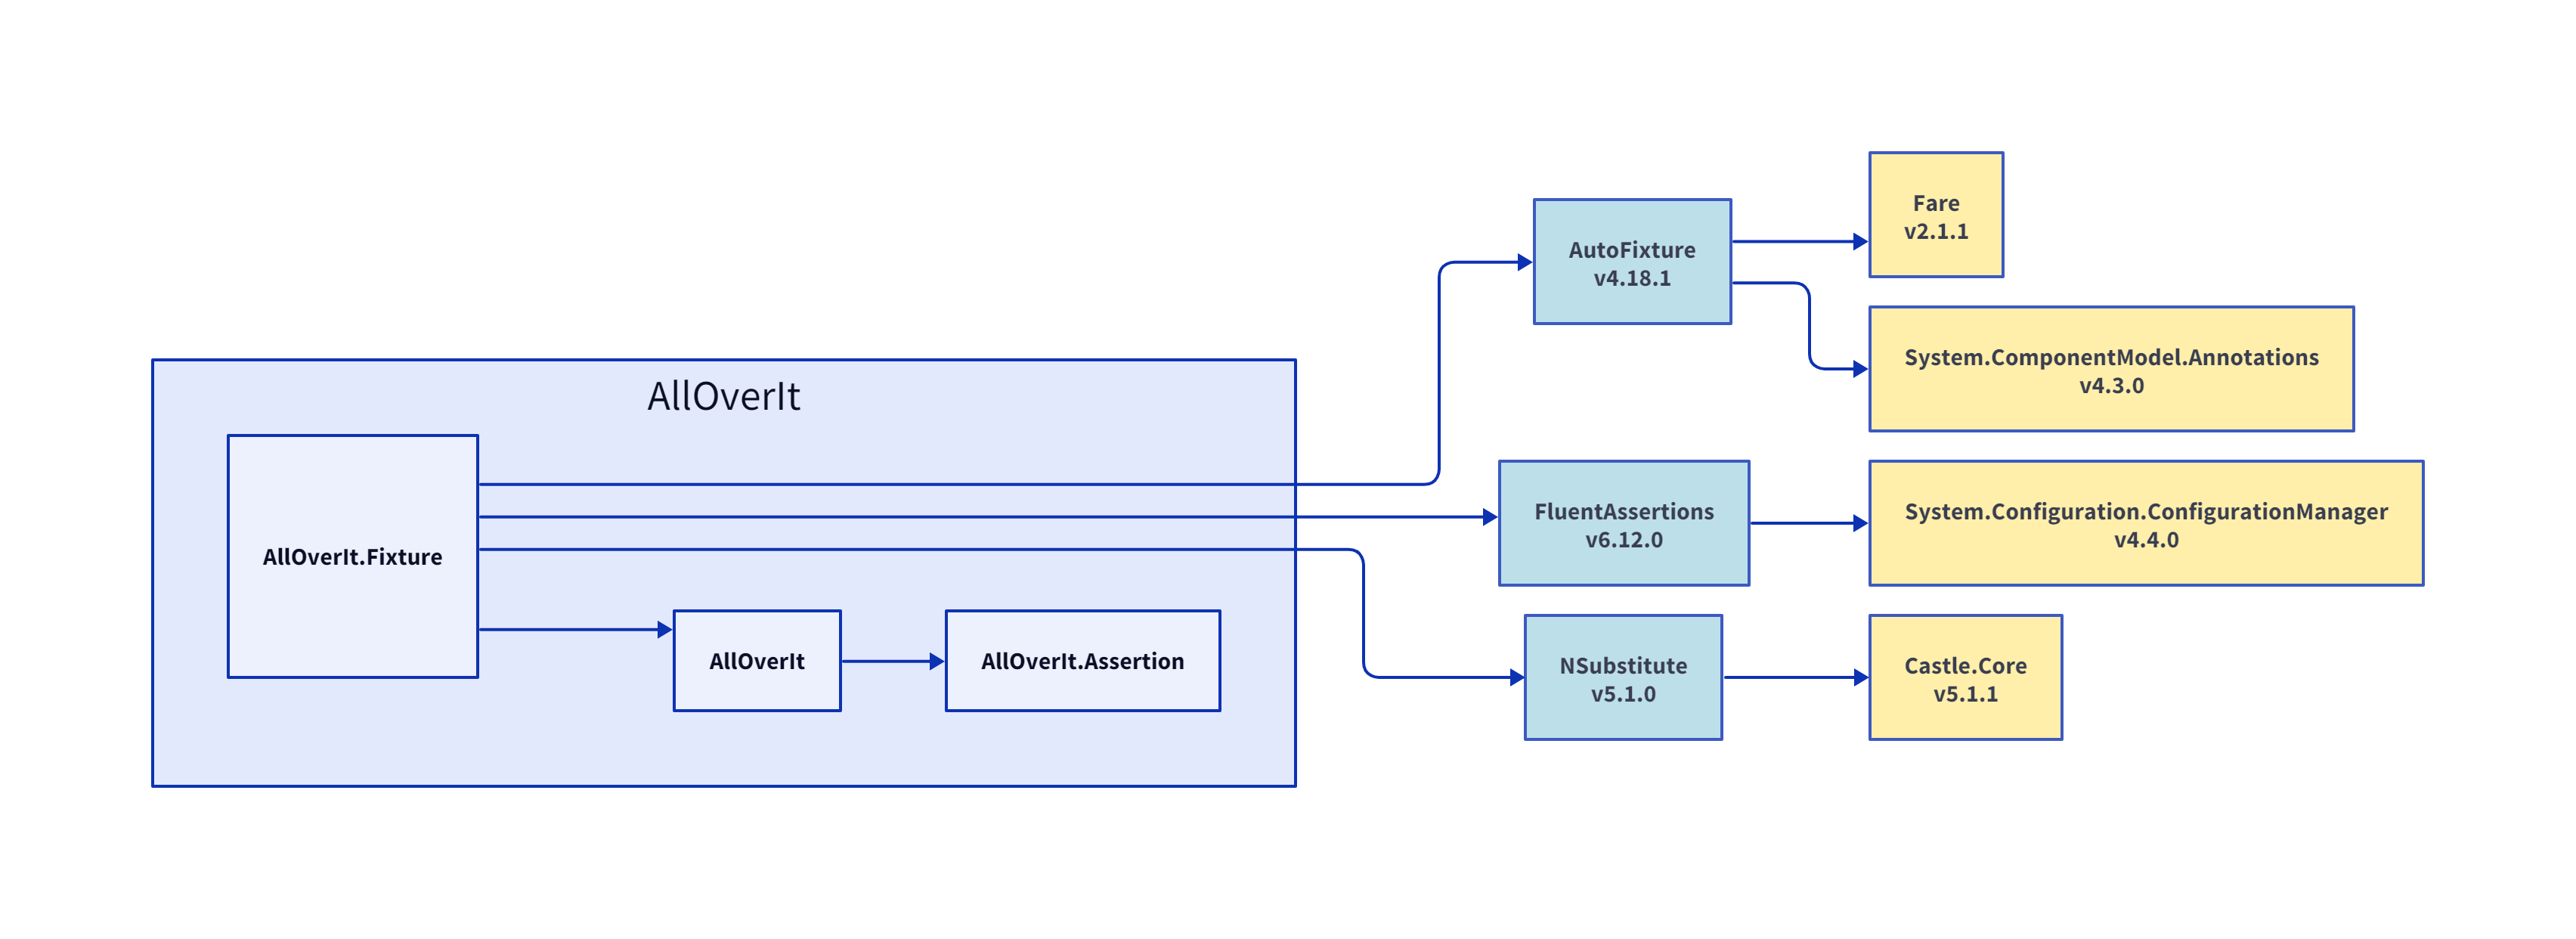 AllOverIt
AllOverIt.Fixture
AllOverIt
AllOverIt.Assertion
AutoFixture
v4.18.1
FluentAssertions
v6.12.0
NSubstitute
v5.1.0
Fare
v2.1.1
System.ComponentModel.Annotations
v4.3.0
System.Configuration.ConfigurationManager
v4.4.0
Castle.Core
v5.1.1